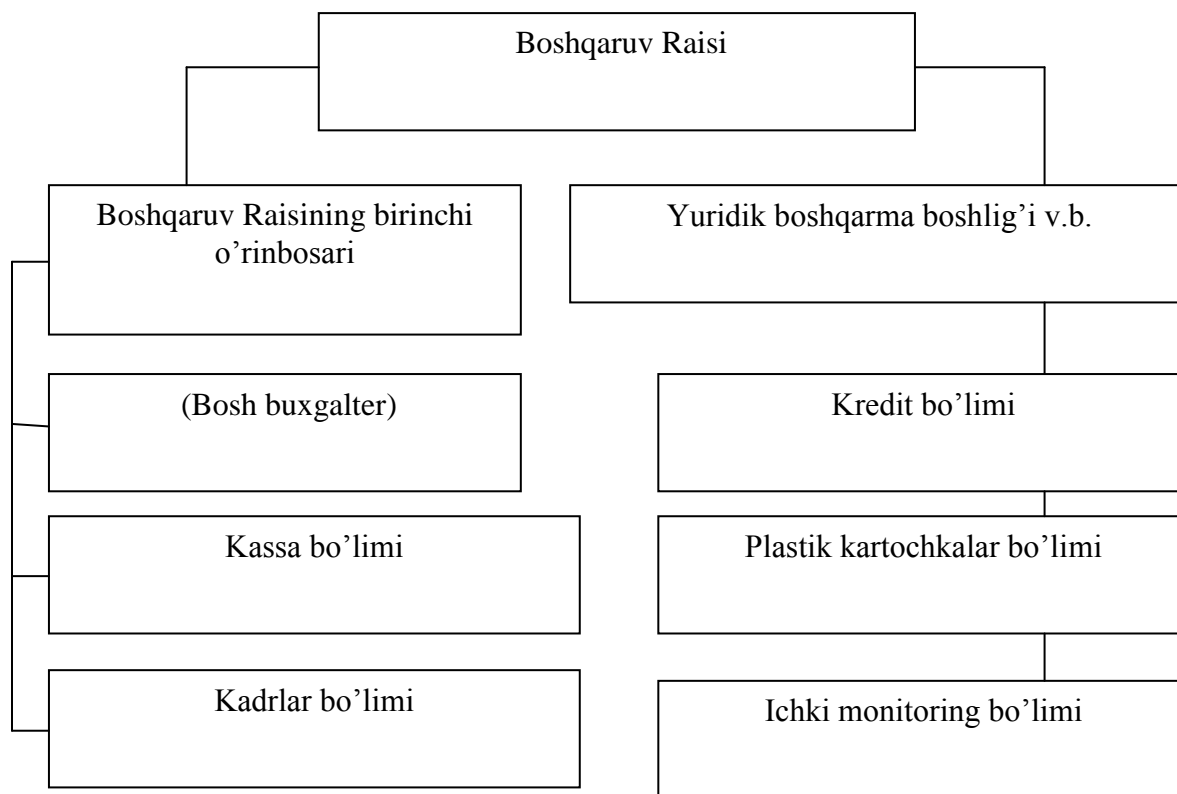 Boshqaruv Raisi
Boshqaruv Raisining birinchi
o’rinbosari
Yuridik boshqarma boshlig’i v.b.
(Bosh buxgalter)
Kredit bo’limi
Kassa bo’limi
Plastik kartochkalar bo’limi
Kadrlar bo’limi
Ichki monitoring bo’limi